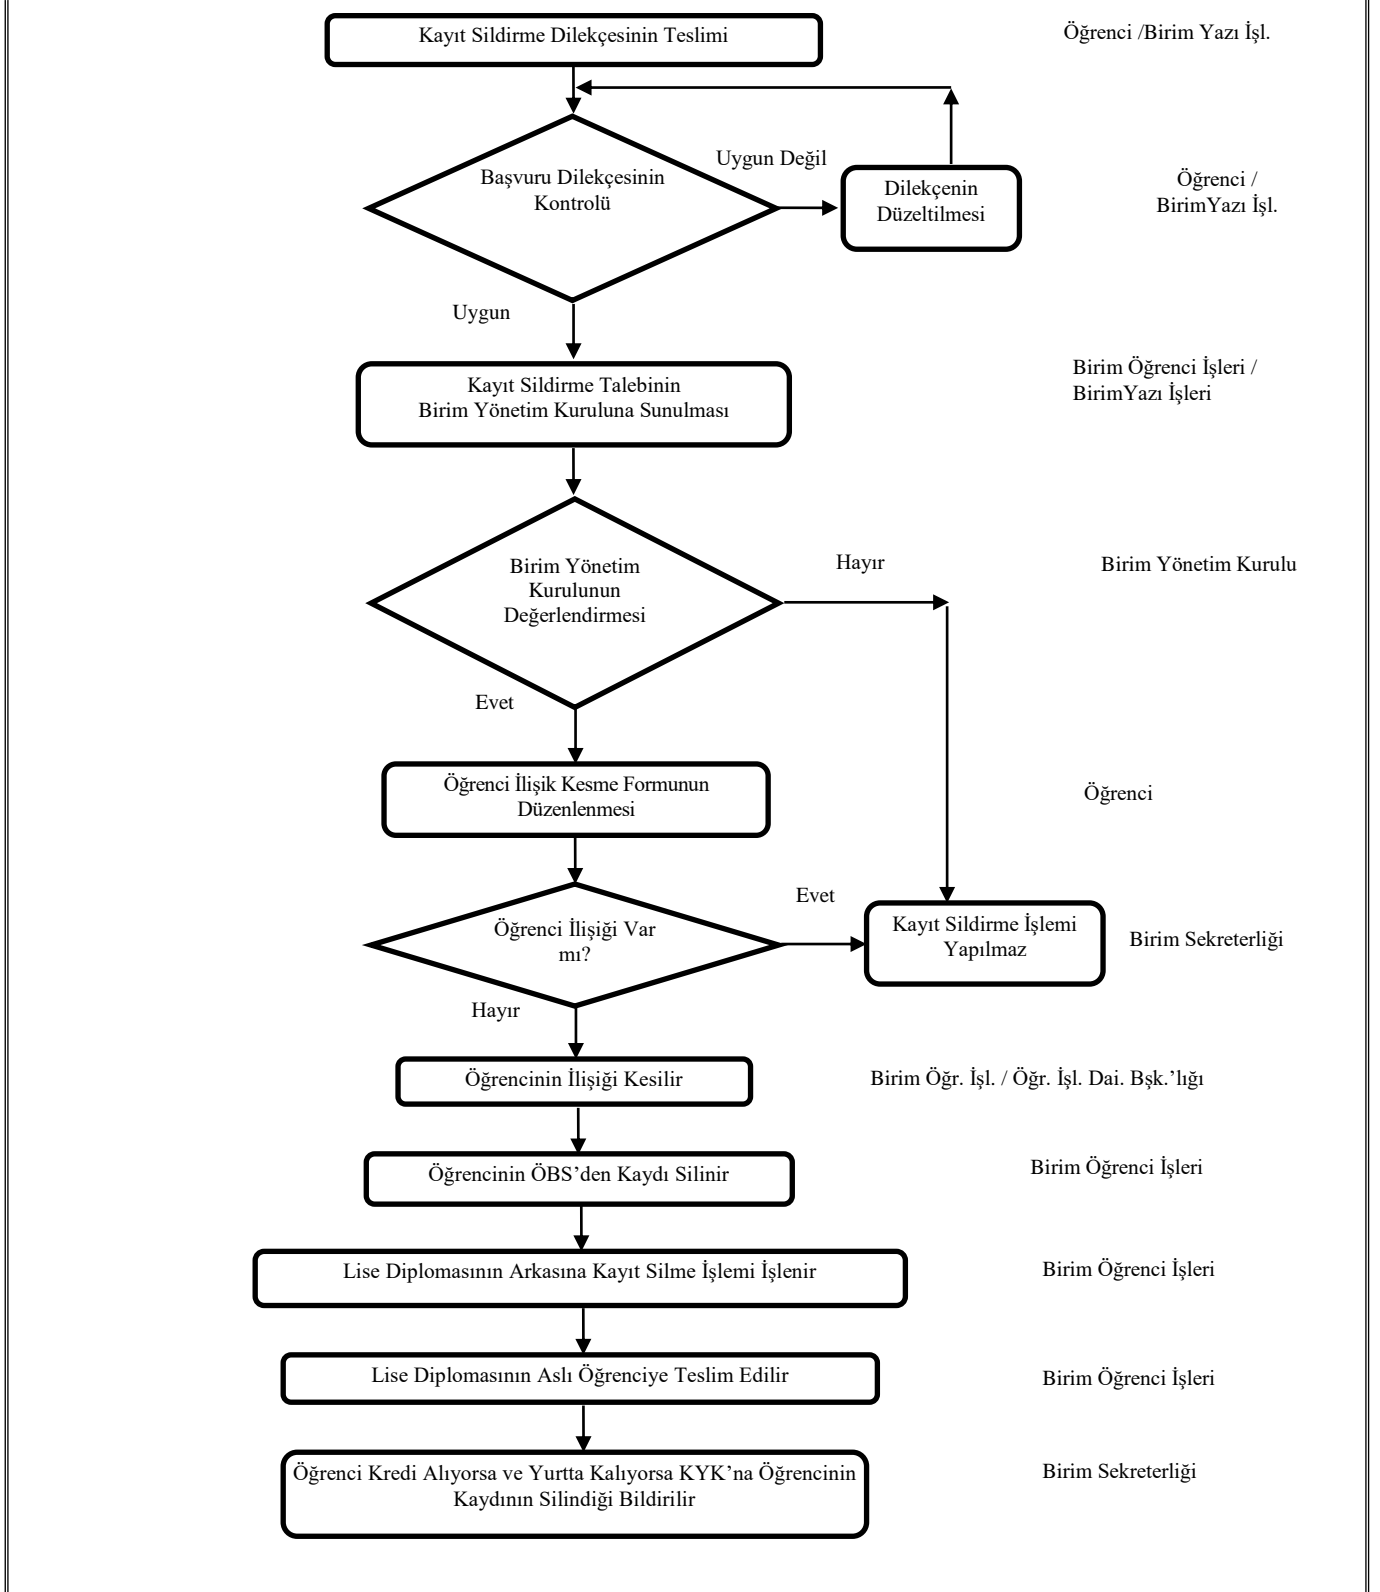 Kayıt Sildirme Dilekçesinin Teslimi
Öğrenci /Birim Yazı İşl.
Uygun Değil
Başvuru Dilekçesinin
Kontrolü
Dilekçenin
Düzeltilmesi
Öğrenci /
BirimYazı İşl.
Uygun
Kayıt Sildirme Talebinin
Birim Yönetim Kuruluna Sunulması
Birim Öğrenci İşleri /
BirimYazı İşleri
Birim Yönetim
Kurulunun
Değerlendirmesi
Hayır
Birim Yönetim Kurulu
Evet
Öğrenci İlişik Kesme Formunun
Düzenlenmesi
Öğrenci
Öğrenci İlişiği Var
mı?
Evet
Kayıt Sildirme İşlemi
Yapılmaz
Birim Sekreterliği
Hayır
Öğrencinin İlişiği Kesilir
Birim Öğr. İşl. / Öğr. İşl. Dai. Bşk.’lığı
Öğrencinin ÖBS’den Kaydı Silinir
Birim Öğrenci İşleri
Lise Diplomasının Arkasına Kayıt Silme İşlemi İşlenir
Birim Öğrenci İşleri
Lise Diplomasının Aslı Öğrenciye Teslim Edilir
Birim Öğrenci İşleri
Öğrenci Kredi Alıyorsa ve Yurtta Kalıyorsa KYK’na Öğrencinin
Kaydının Silindiği Bildirilir
Birim Sekreterliği